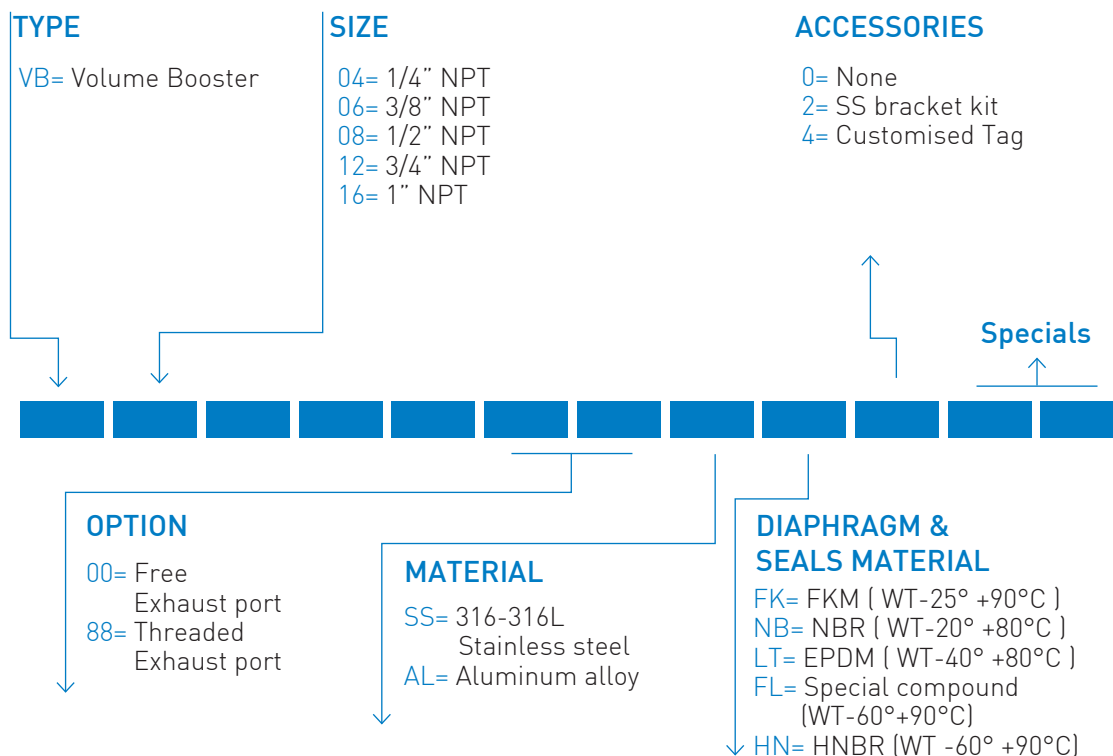 TYPE
VB= Volume Booster
SIZE
04= 1/4” NPT
06= 3/8” NPT
08= 1/2” NPT
12= 3/4” NPT
16= 1” NPT
ACCESSORIES
0= None
2= SS bracket kit
4= Customised Tag
Specials
OPTION
00= Free
Exhaust port
88= Threaded
Exhaust port
MATERIAL
SS= 316-316L
Stainless steel
AL= Aluminum alloy
DIAPHRAGM &
SEALS MATERIAL
FK= FKM ( WT-25° +90°C )
NB= NBR ( WT-20° +80°C )
LT= EPDM ( WT-40° +80°C )
FL= Special compound
(WT-60°+90°C)
HN= HNBR (WT -60° +90°C)